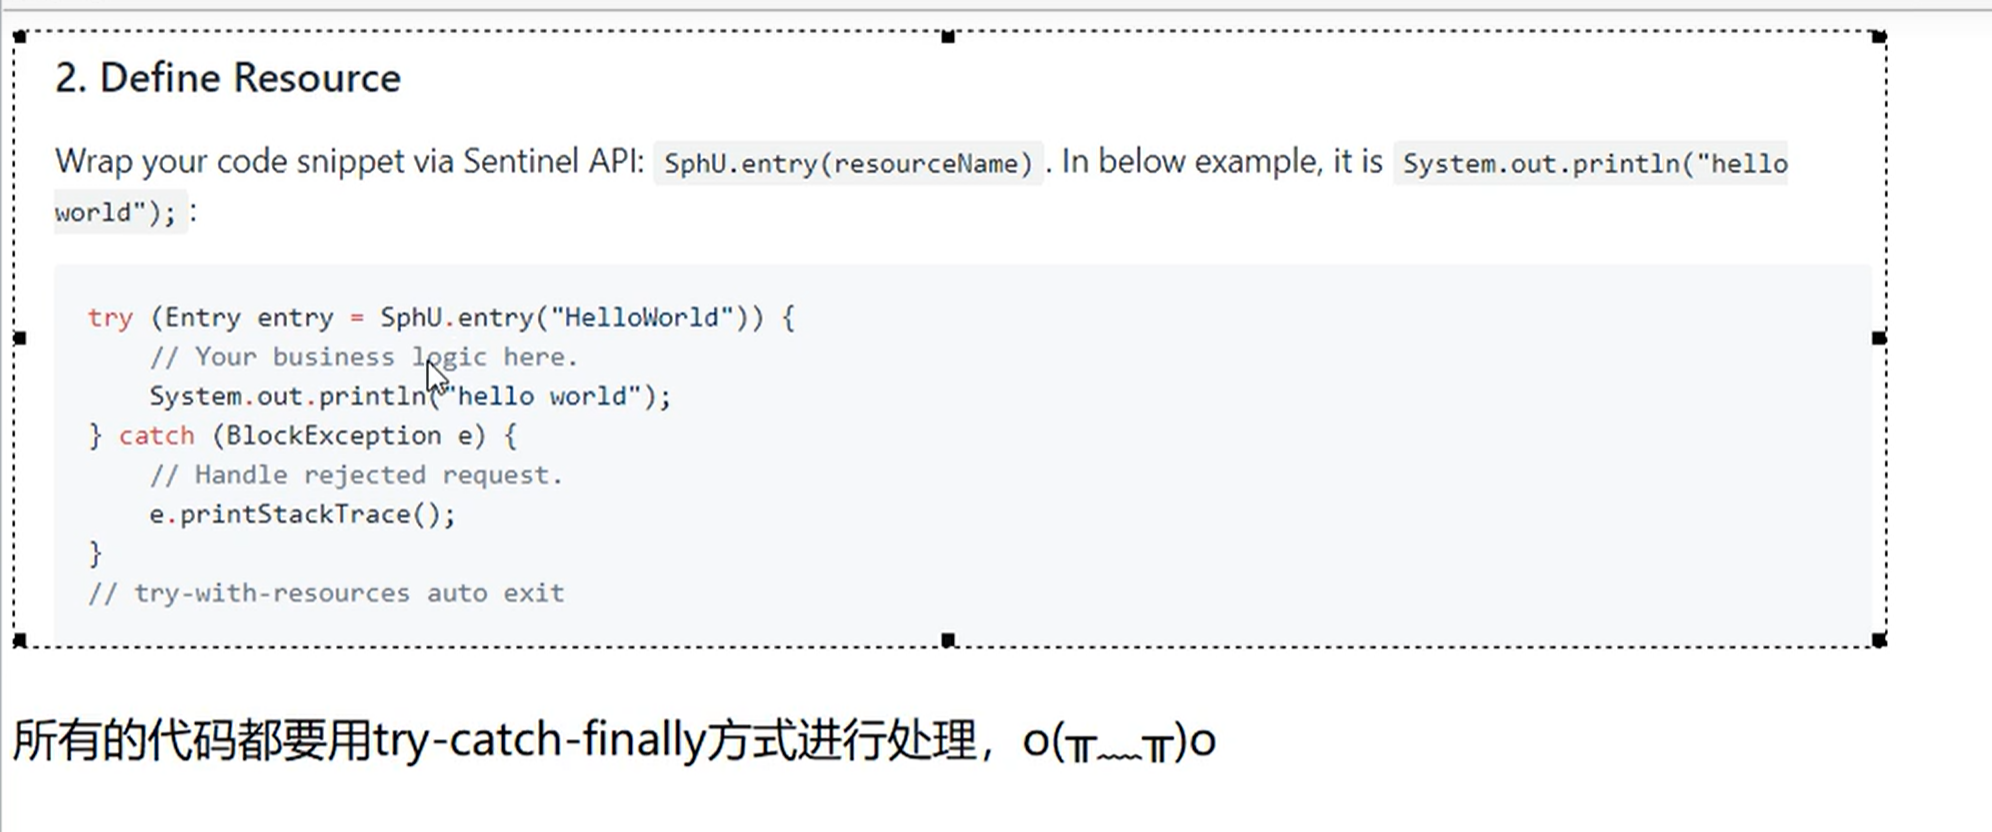 2. Define Resource
Wrap your code snippet via Sentinel API: SphU.entry(resourceName) . In below example, it is System.out.println("hello
world"); :
try (Entry entry = SphU.entry("HelloWorld")) {
    // Your business logic here.
    System.out.println("hello world");
} catch (BlockException e) {
    // Handle rejected request.
    e.printStackTrace();
}
// try-with-resources auto exit
所有的代码都要用try-catch-finally方式进行处理，o(╥﹏╥)o